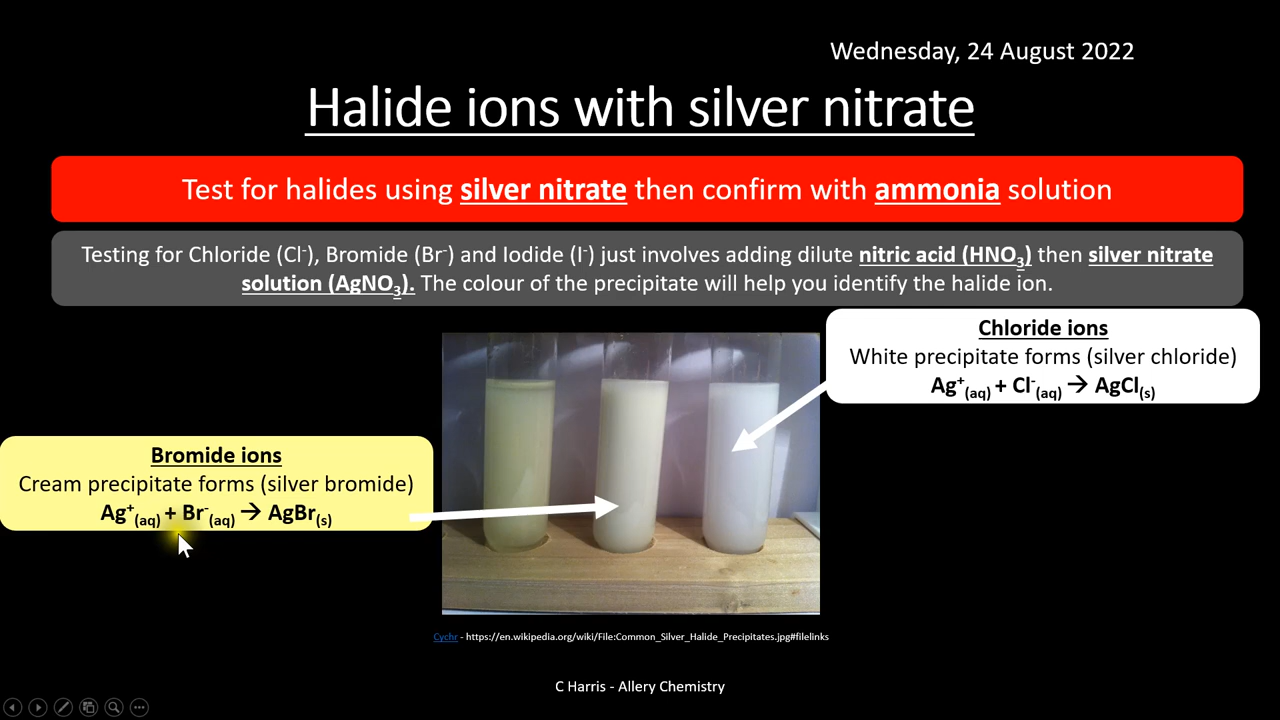 Wednesday, 24 August 2022
Halide ions with silver nitrate
Test for halides using silver nitrate then confirm with ammonia solution
Testing for Chloride (Cl⁻), Bromide (Br⁻) and Iodide (I⁻) just involves adding dilute nitric acid (HNO₃) then silver nitrate
solution (AgNO₃). The colour of the precipitate will help you identify the halide ion.
Chloride ions
White precipitate forms (silver chloride)
Ag⁺(aq) + Cl⁻(aq) → AgCl(s)
Bromide ions
Cream precipitate forms (silver bromide)
Ag⁺(aq) + Br⁻(aq) → AgBr(s)
Cychr - https://en.wikipedia.org/wiki/File:Common_Silver_Halide_Precipitates.jpg#filelinks
C Harris - Allery Chemistry